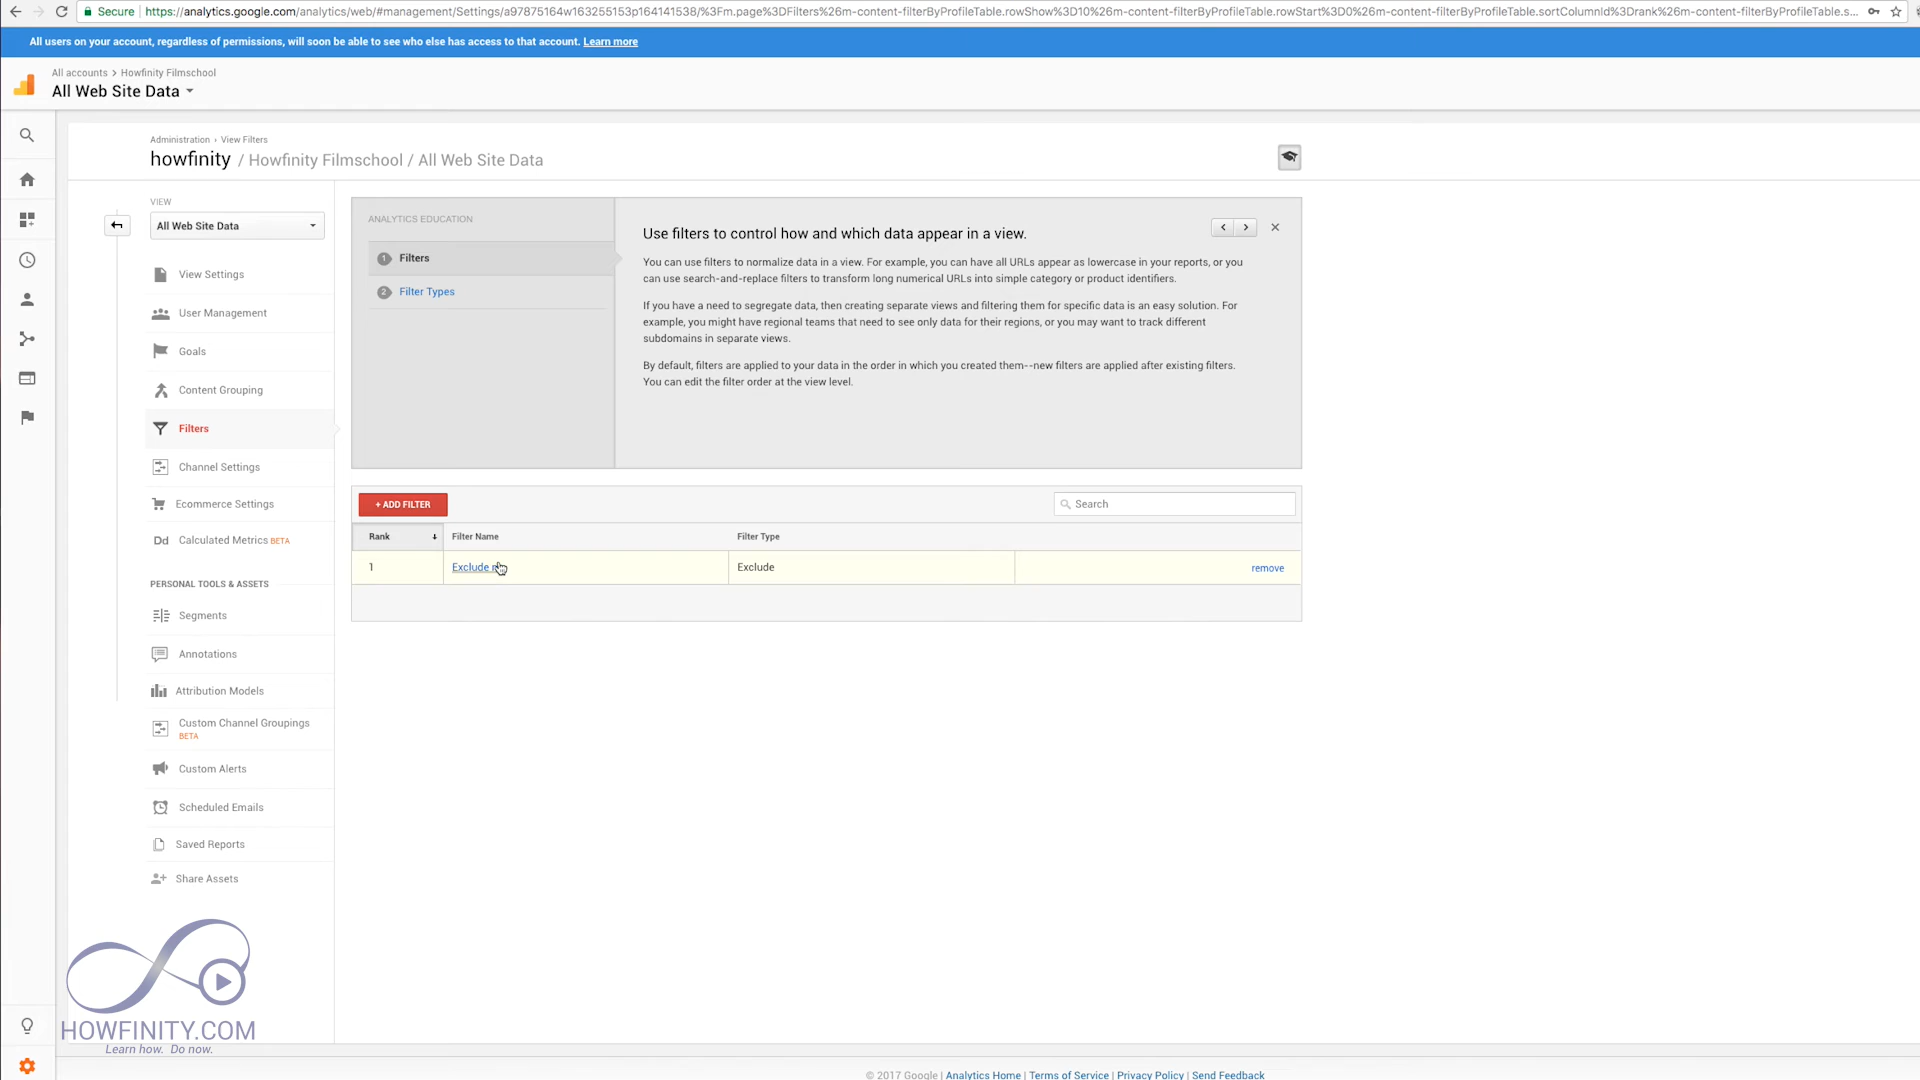 Secure https://analytics.google.com/analytics/web/#management/Settings/a97875164w163255153p164141538/%3Fm.page%3DFilters%26m-content-filterByProfileTable.rowShow%3D10%26m-content-filterByProfileTable.rowStart%3D0%26m-content-filterByProfileTable.sortColumnId%3Drank%26m-content-filterByProfileTable.s...
All users on your account, regardless of permissions, will soon be able to see who else has access to that account. Learn more
All accounts > Howfinity Filmschool
All Web Site Data
Administration › View Filters
howfinity / Howfinity Filmschool / All Web Site Data
VIEW
All Web Site Data
View Settings
User Management
Goals
Content Grouping
Filters
Channel Settings
Ecommerce Settings
Dd Calculated Metrics BETA
PERSONAL TOOLS & ASSETS
Segments
Annotations
Attribution Models
Custom Channel Groupings
BETA
Custom Alerts
Scheduled Emails
Saved Reports
Share Assets
ANALYTICS EDUCATION
1 Filters
2 Filter Types
Use filters to control how and which data appear in a view.
You can use filters to normalize data in a view. For example, you can have all URLs appear as lowercase in your reports, or you
can use search-and-replace filters to transform long numerical URLs into simple category or product identifiers.
If you have a need to segregate data, then creating separate views and filtering them for specific data is an easy solution. For
example, you might have regional teams that need to see only data for their regions, or you may want to track different
subdomains in separate views.
By default, filters are applied to your data in the order in which you created them--new filters are applied after existing filters.
You can edit the filter order at the view level.
+ ADD FILTER
Search
Rank Filter Name Filter Type
1 Exclude Exclude remove
HOWFINITY.COM
Learn how. Do now.
© 2017 Google | Analytics Home | Terms of Service | Privacy Policy | Send Feedback